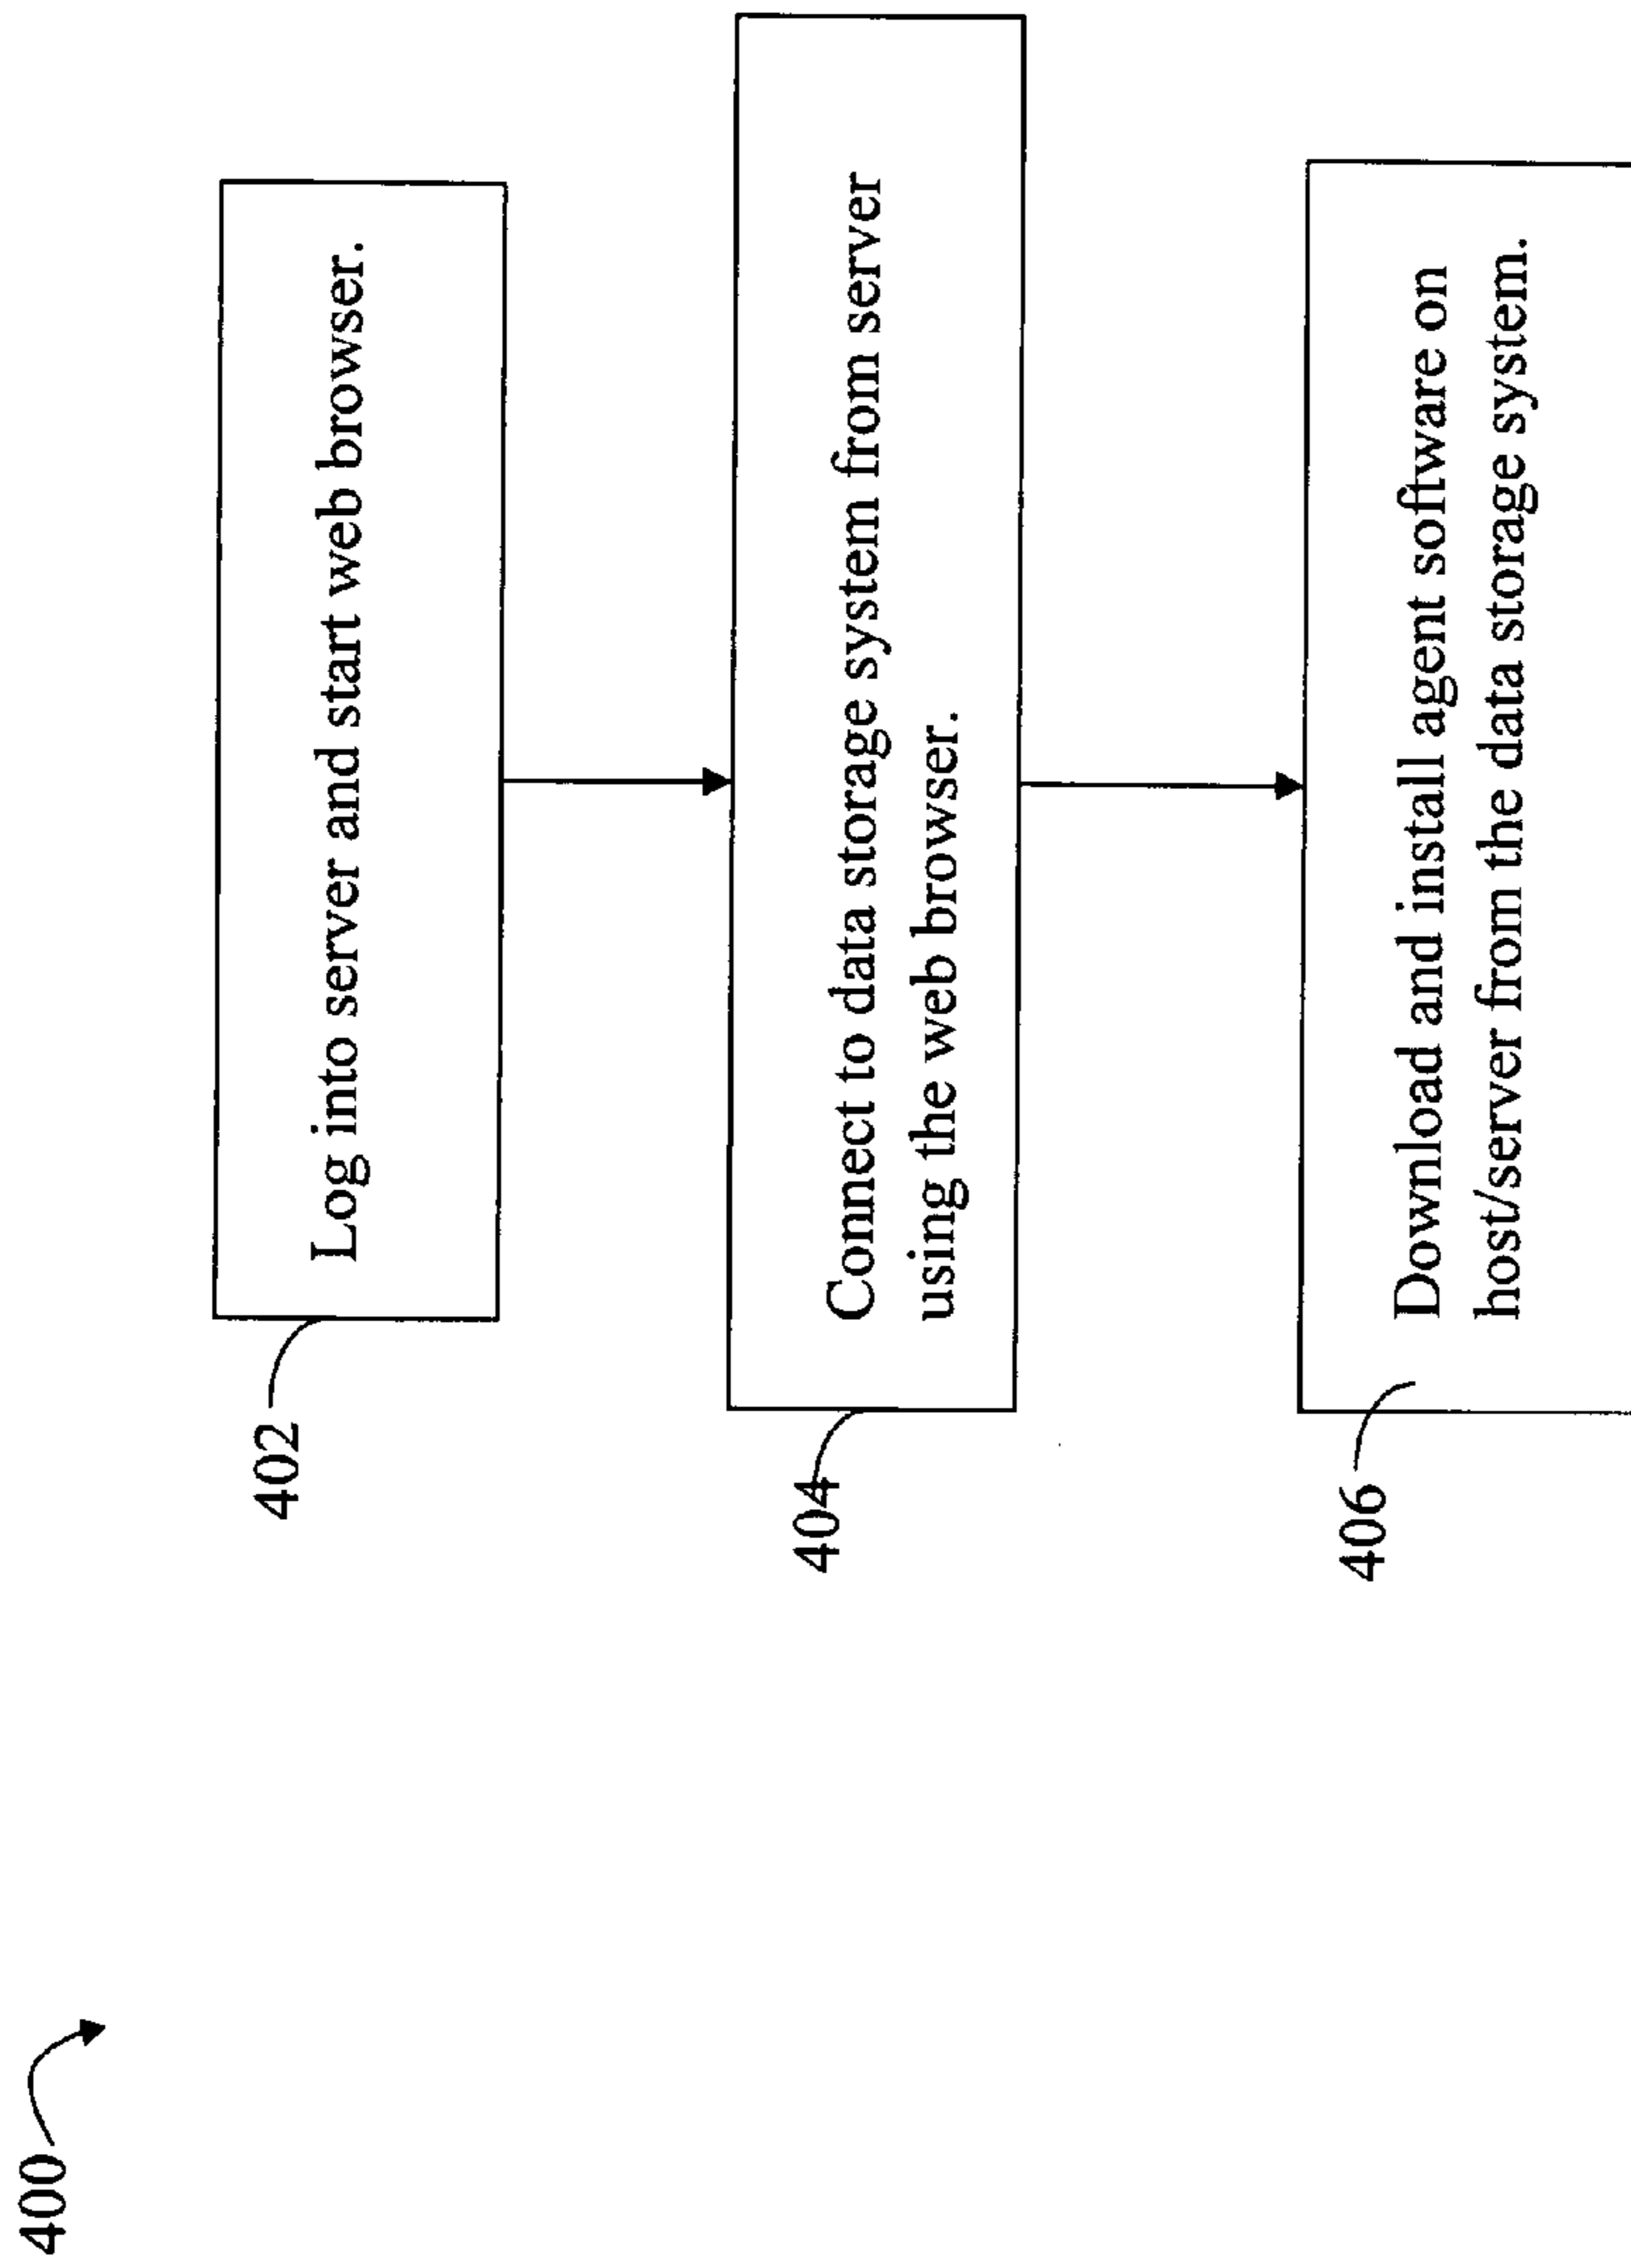 400
402
Log into server and start web browser.
404
Connect to data storage system from server
using the web browser.
406
Download and install agent software on
host/server from the data storage system.